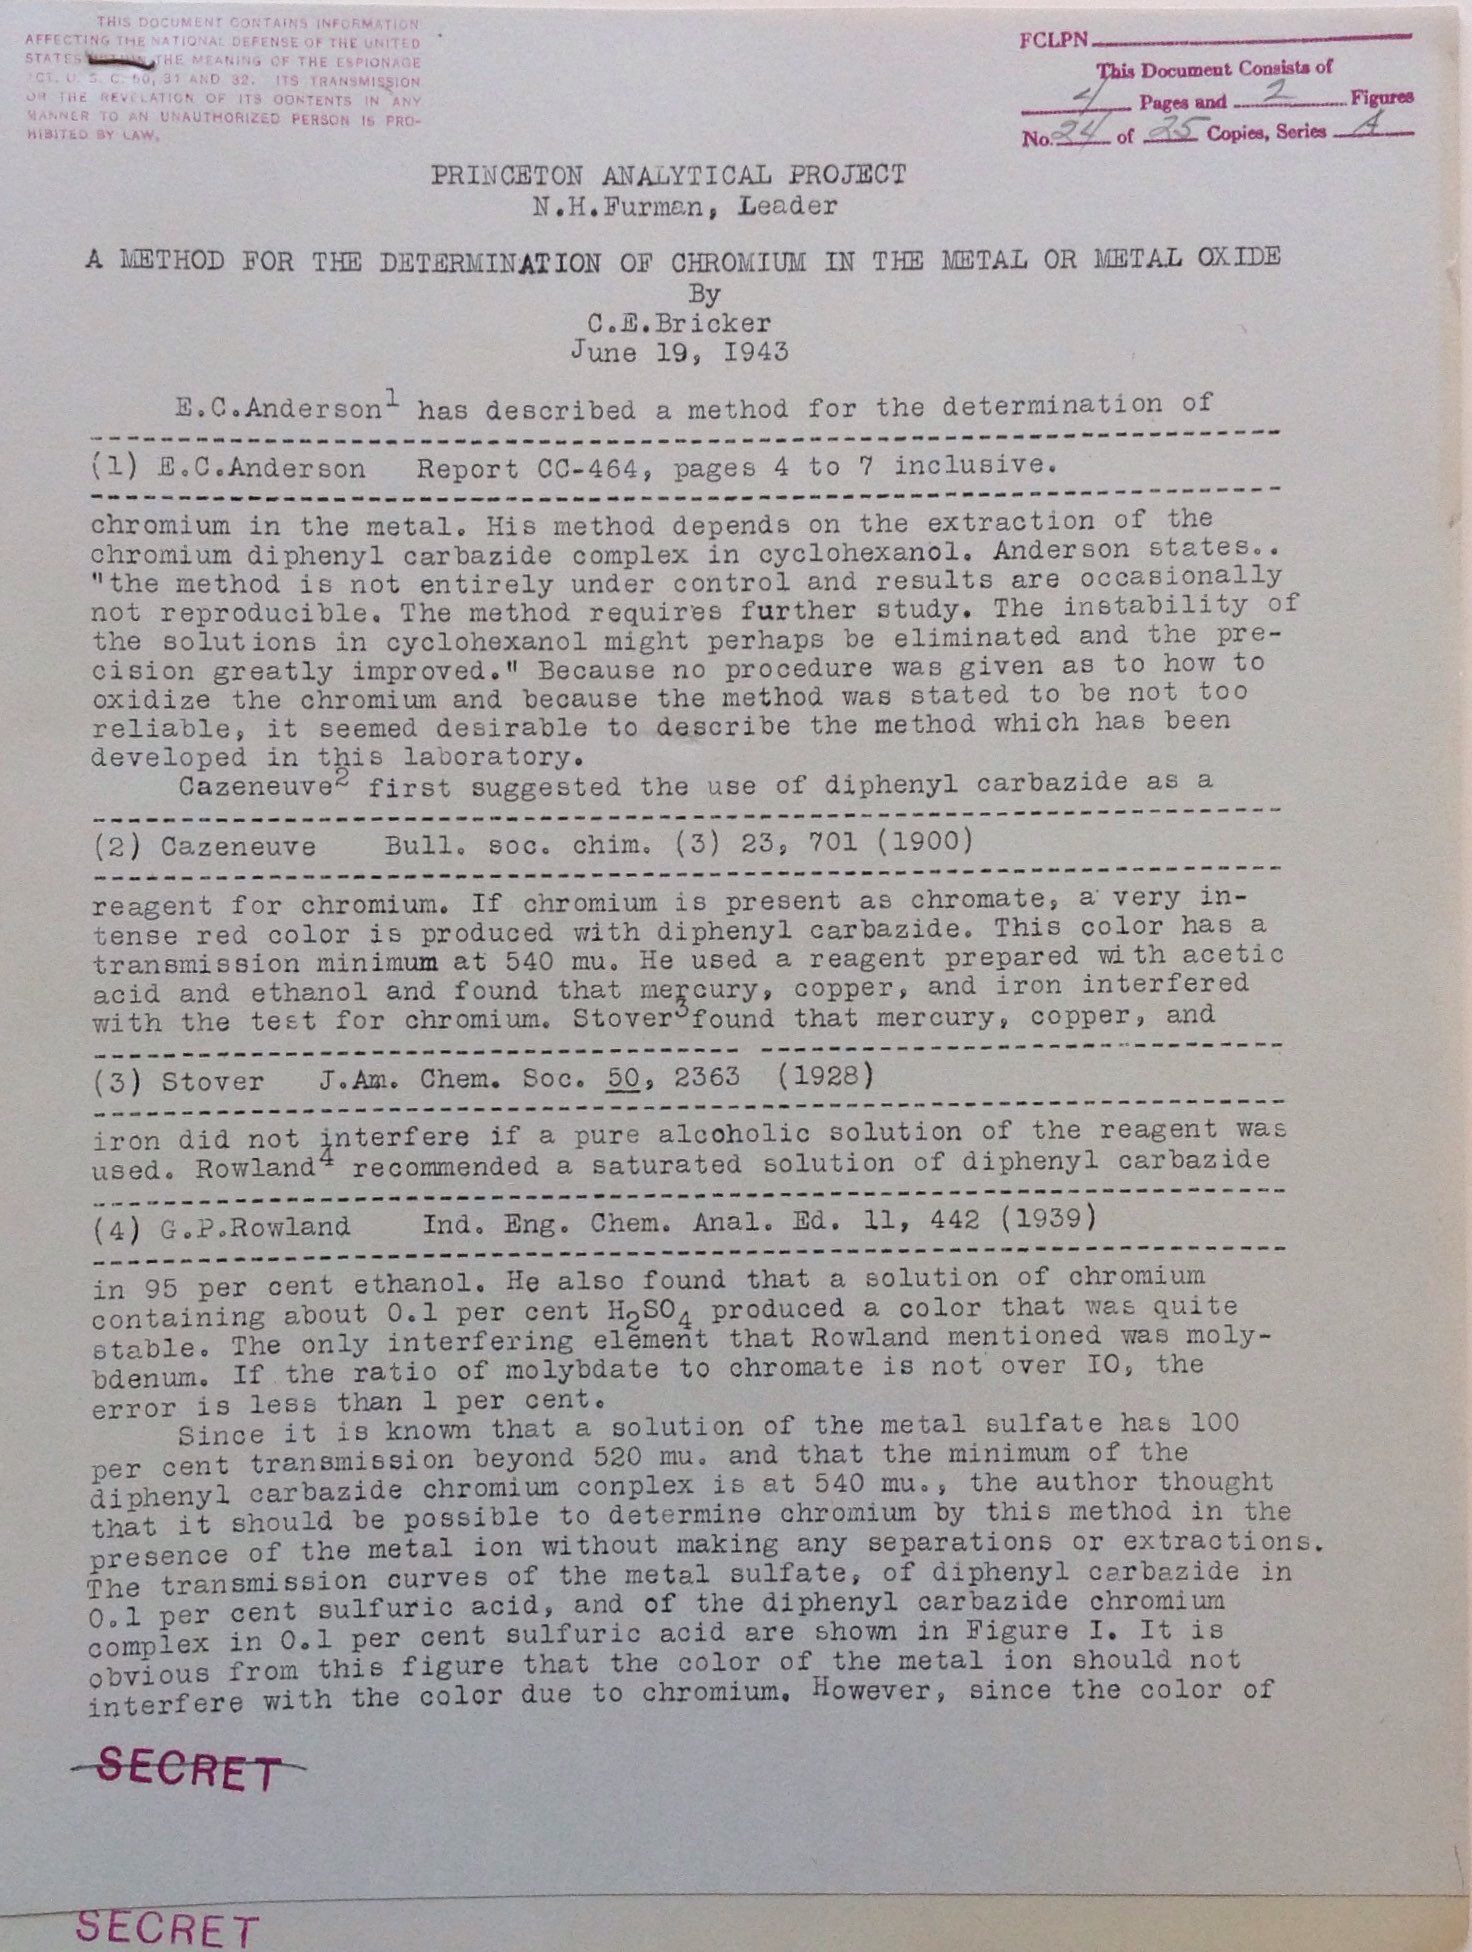 THIS DOCUMENT CONTAINS INFORMATION
AFFECTING THE NATIONAL DEFENSE OF THE UNITED
STATES WITHIN THE MEANING OF THE ESPIONAGE
ACT, U. S. C. 50, 31 AND 32. ITS TRANSMISSION
OR THE REVELATION OF ITS CONTENTS IN ANY
MANNER TO AN UNAUTHORIZED PERSON IS PRO-
HIBITED BY LAW.
FCLPN
This Document Consists of
4 Pages and 2 Figures
No. 24 of 25 Copies, Series A
PRINCETON ANALYTICAL PROJECT
N.H.Furman, Leader
A METHOD FOR THE DETERMINATION OF CHROMIUM IN THE METAL OR METAL OXIDE
By
C.E.Bricker
June 19, I943
E.C.Anderson1 has described a method for the determination of
(1) E.C.Anderson Report CC-464, pages 4 to 7 inclusive.
chromium in the metal. His method depends on the extraction of the
chromium diphenyl carbazide complex in cyclohexanol. Anderson states..
"the method is not entirely under control and results are occasionally
not reproducible. The method requires further study. The instability of
the solutions in cyclohexanol might perhaps be eliminated and the pre-
cision greatly improved." Because no procedure was given as to how to
oxidize the chromium and because the method was stated to be not too
reliable, it seemed desirable to describe the method which has been
developed in this laboratory.
Cazeneuve2 first suggested the use of diphenyl carbazide as a
(2) Cazeneuve Bull. soc. chim. (3) 23, 701 (1900)
reagent for chromium. If chromium is present as chromate, a very in-
tense red color is produced with diphenyl carbazide. This color has a
transmission minimum at 540 mu. He used a reagent prepared with acetic
acid and ethanol and found that mercury, copper, and iron interfered
with the test for chromium. Stover3 found that mercury, copper, and
(3) Stover J.Am. Chem. Soc. 50, 2363 (1928)
iron did not interfere if a pure alcoholic solution of the reagent was
used. Rowland4 recommended a saturated solution of diphenyl carbazide
(4) G.P.Rowland Ind. Eng. Chem. Anal. Ed. 11, 442 (1939)
in 95 per cent ethanol. He also found that a solution of chromium
containing about 0.1 per cent H2SO4 produced a color that was quite
stable. The only interfering element that Rowland mentioned was moly-
bdenum. If the ratio of molybdate to chromate is not over IO, the
error is less than 1 per cent.
Since it is known that a solution of the metal sulfate has 100
per cent transmission beyond 520 mu. and that the minimum of the
diphenyl carbazide chromium conplex is at 540 mu., the author thought
that it should be possible to determine chromium by this method in the
presence of the metal ion without making any separations or extractions.
The transmission curves of the metal sulfate, of diphenyl carbazide in
0.1 per cent sulfuric acid, and of the diphenyl carbazide chromium
complex in 0.1 per cent sulfuric acid are shown in Figure I. It is
obvious from this figure that the color of the metal ion should not
interfere with the color due to chromium. However, since the color of
SECRET
SECRET